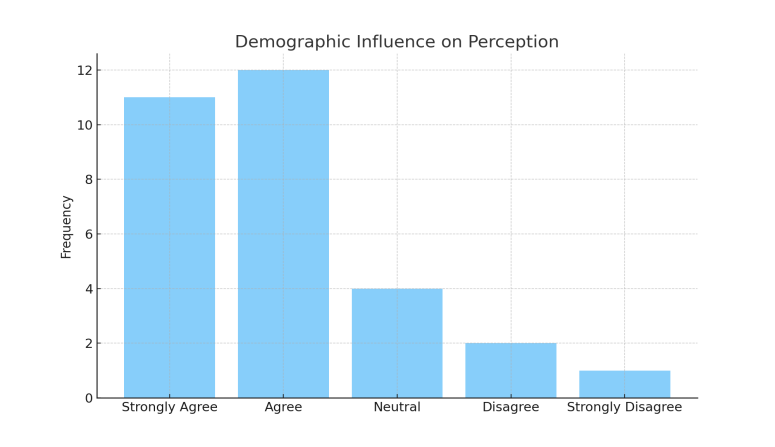 Demographic Influence on Perception
12
10
8
6
4
2
0
Frequency
Strongly Agree
Agree
Neutral
Disagree
Strongly Disagree